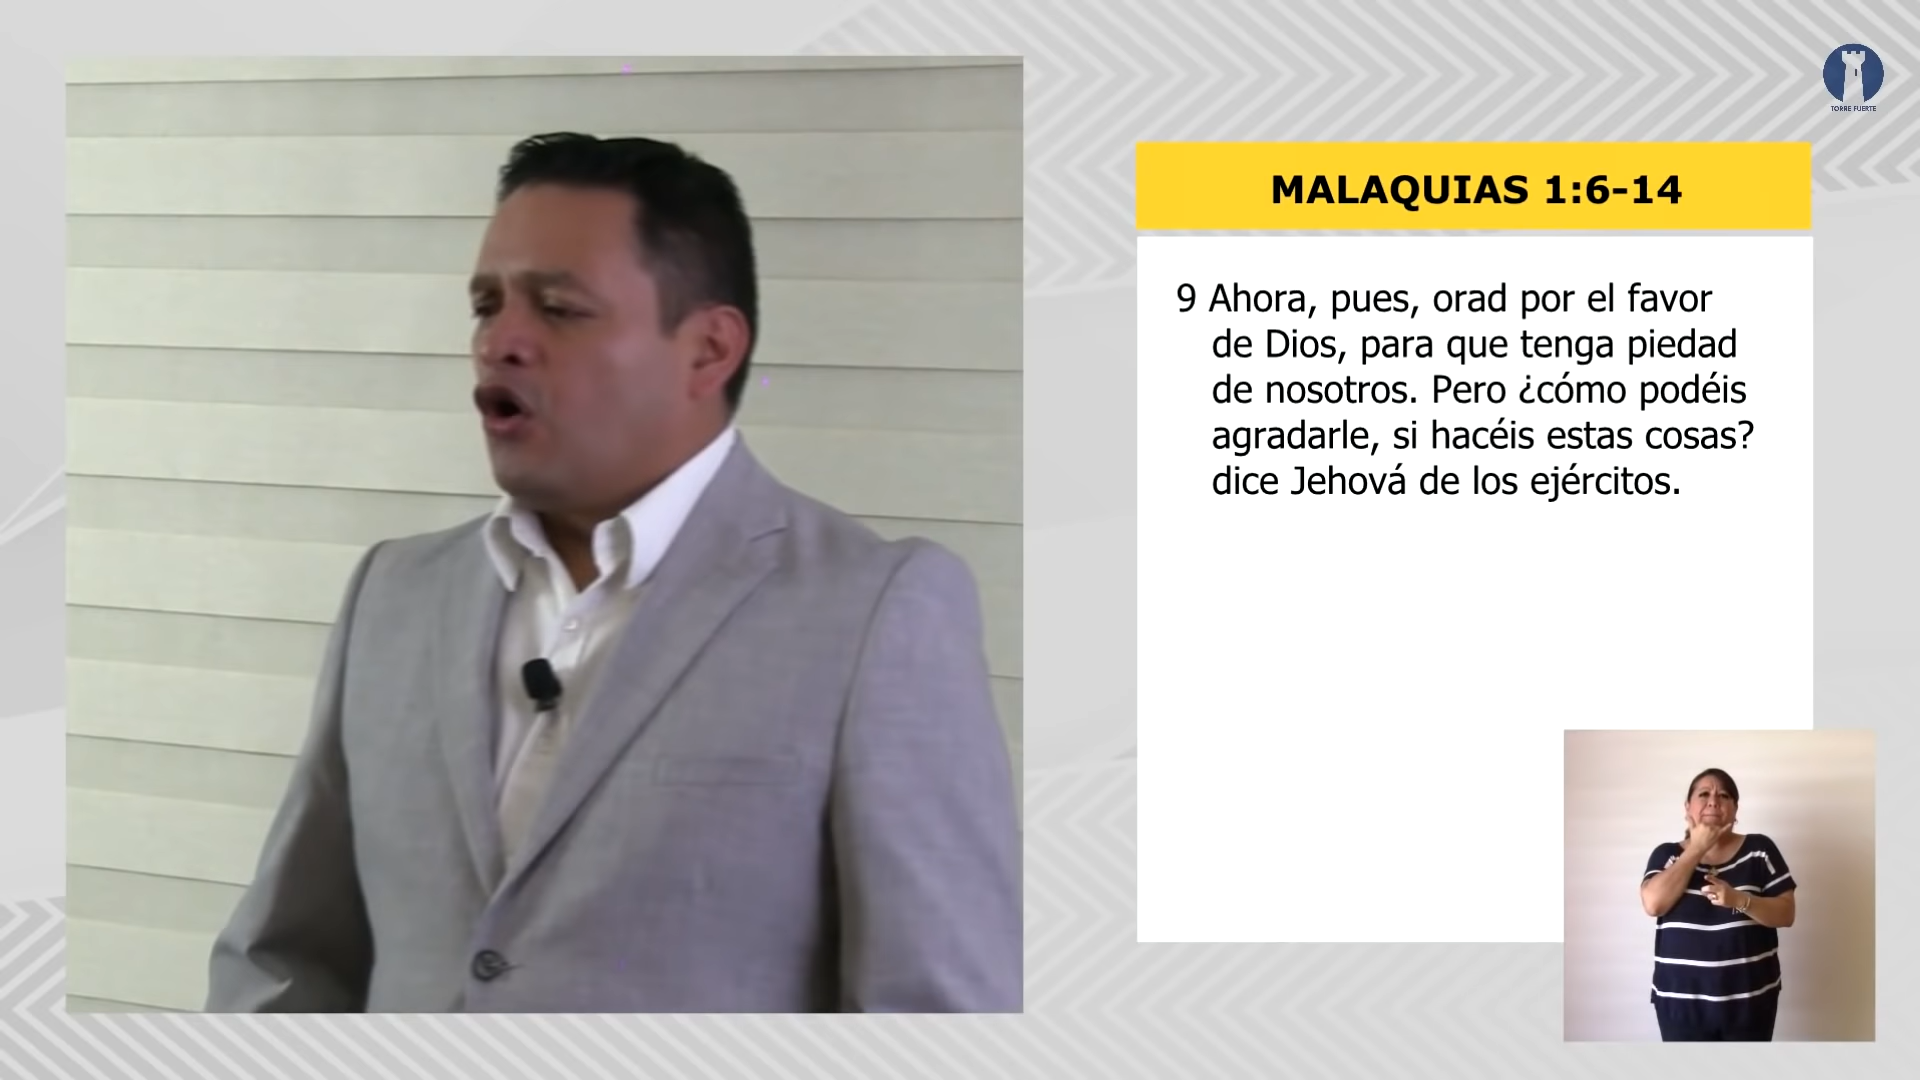 TORRE FUERTE
MALAQUIAS 1:6-14
9 Ahora, pues, orad por el favor
de Dios, para que tenga piedad
de nosotros. Pero ¿cómo podéis
agradarle, si hacéis estas cosas?
dice Jehová de los ejércitos.